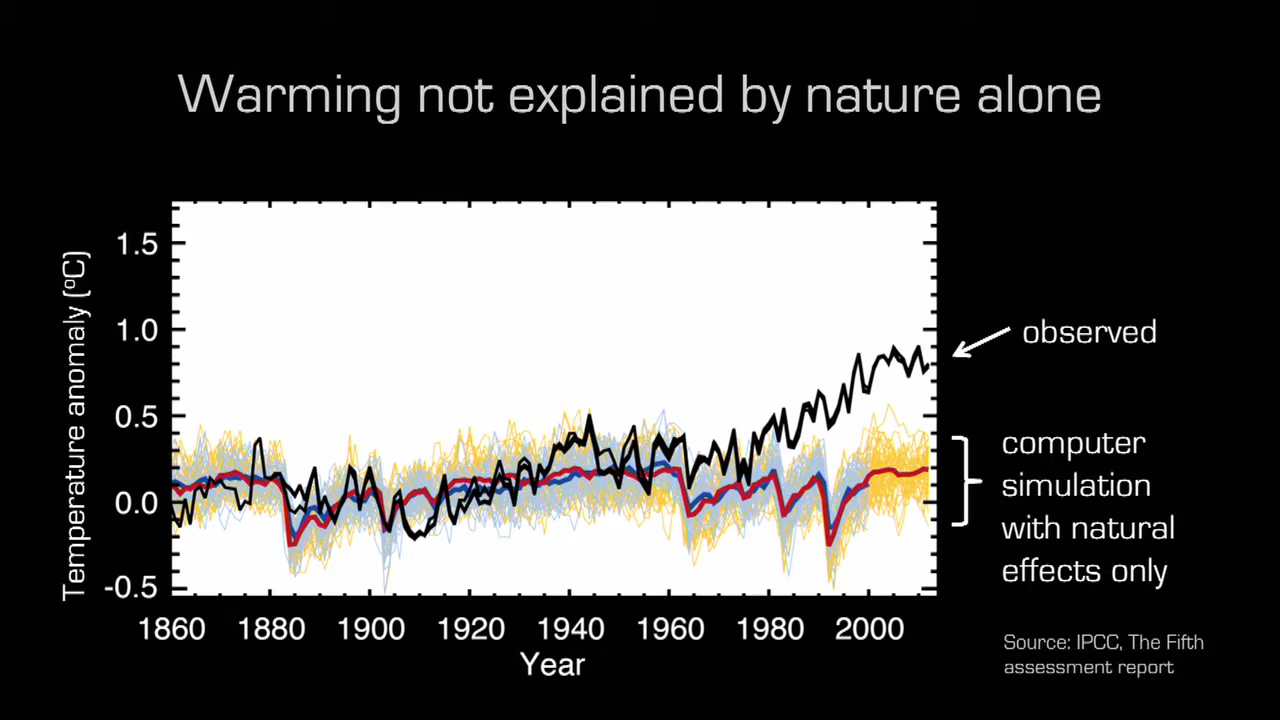 Warming not explained by nature alone
Temperature anomaly (ºC)
1.5
1.0
0.5
0.0
-0.5
1860 1880 1900 1920 1940 1960 1980 2000
Year
observed
computer
simulation
with natural
effects only
Source: IPCC, The Fifth
assessment report